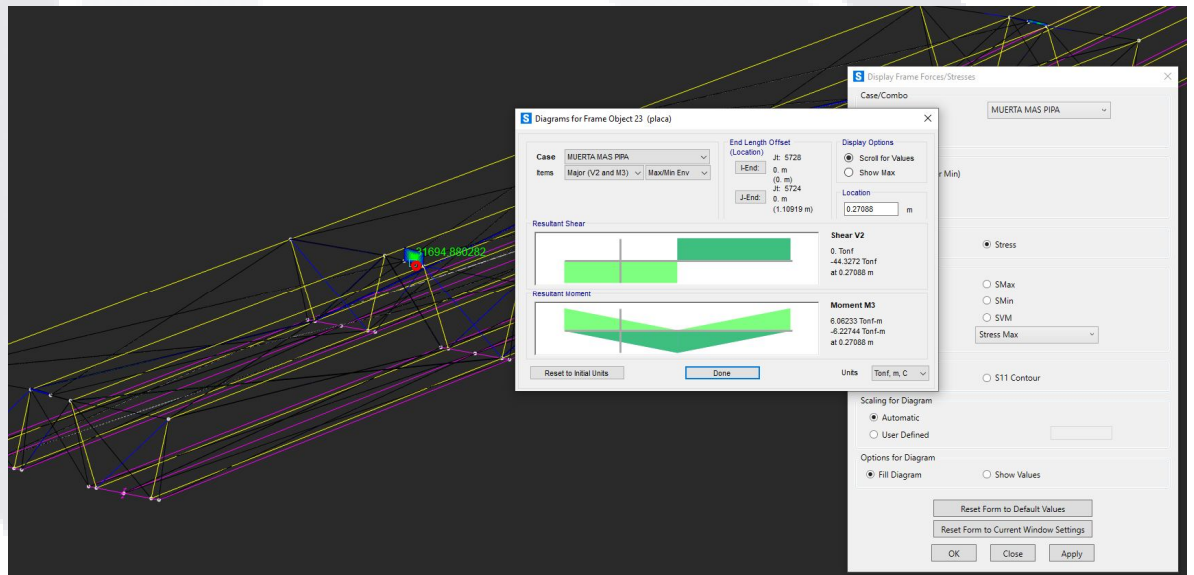 31694.880282
Diagrams for Frame Object 23 (placa)
Case MUERTA MAS PIPA
Items Major (V2 and M3) Max/Min Env
End Length Offset
(Location)
I-End: Jt: 5728
0. m
(0. m)
J-End: Jt: 5724
0. m
(1.10919 m)
Display Options
Scroll for Values
Show Max
Location
0.27088 m
Resultant Shear
Shear V2
0. Tonf
-44.3272 Tonf
at 0.27088 m
Resultant Moment
Moment M3
6.06233 Tonf-m
-6.22744 Tonf-m
at 0.27088 m
Reset to Initial Units
Done
Units Tonf, m, C
Display Frame Forces/Stresses
Case/Combo
MUERTA MAS PIPA
r Min)
Stress
SMax
SMin
SVM
Stress Max
S11 Contour
Scaling for Diagram
Automatic
User Defined
Options for Diagram
Fill Diagram
Show Values
Reset Form to Default Values
Reset Form to Current Window Settings
OK Close Apply